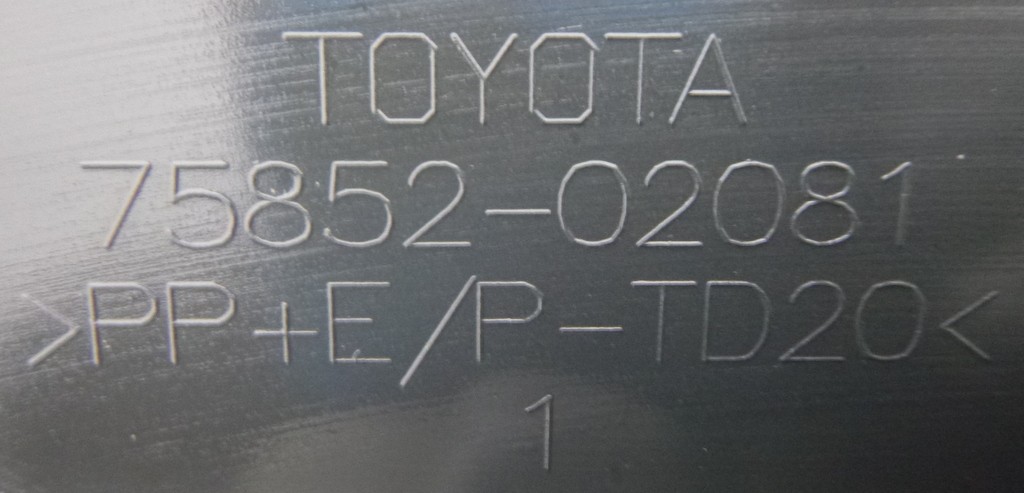 TOYOTA
75852-02081
>PP+E/P-TD20<
1